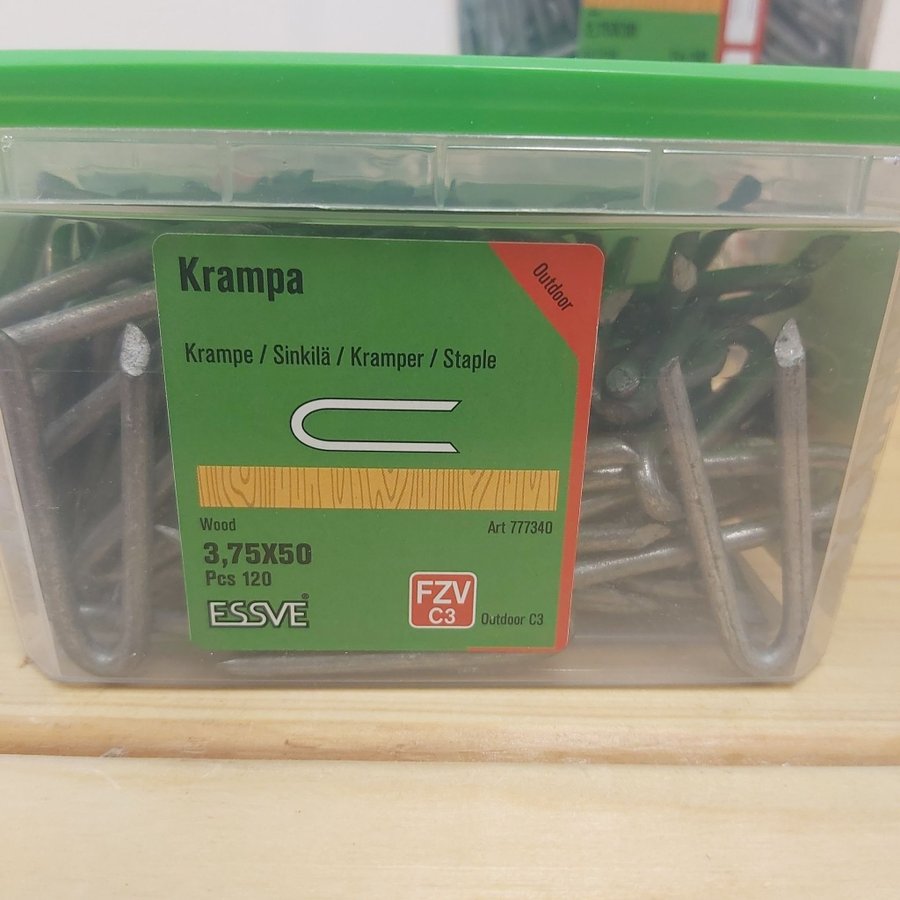 Krampa
Outdoor
Krampe / Sinkilä / Kramper / Staple
Wood
Art 777340
3,75X50
Pcs 120
ESSVE®
FZV
C3
Outdoor C3